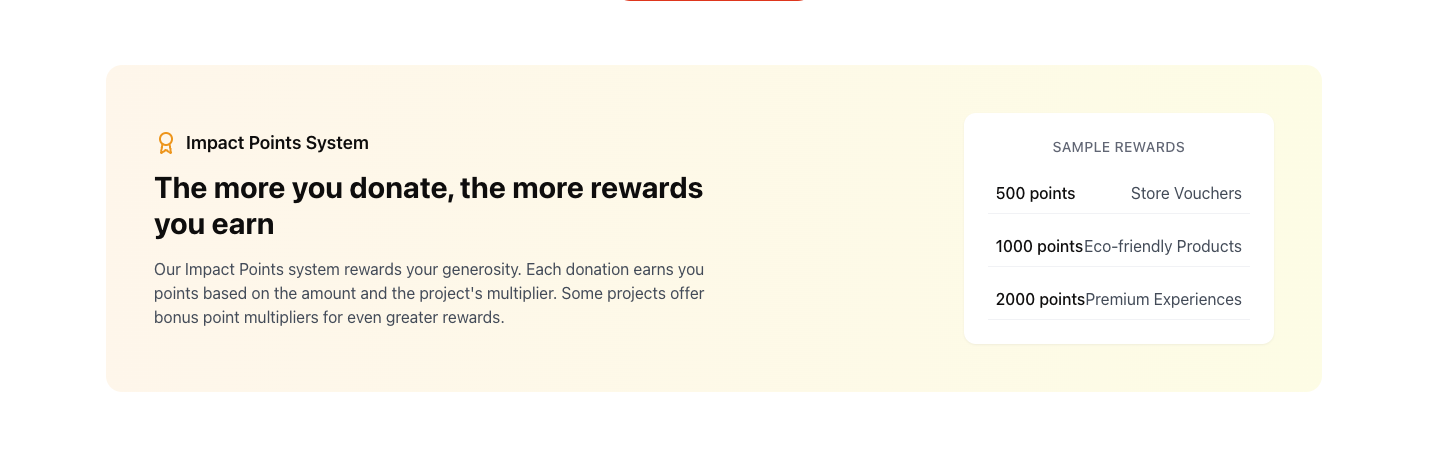 Impact Points System
The more you donate, the more rewards
you earn
Our Impact Points system rewards your generosity. Each donation earns you
points based on the amount and the project's multiplier. Some projects offer
bonus point multipliers for even greater rewards.
SAMPLE REWARDS
500 points Store Vouchers
1000 points Eco-friendly Products
2000 points Premium Experiences